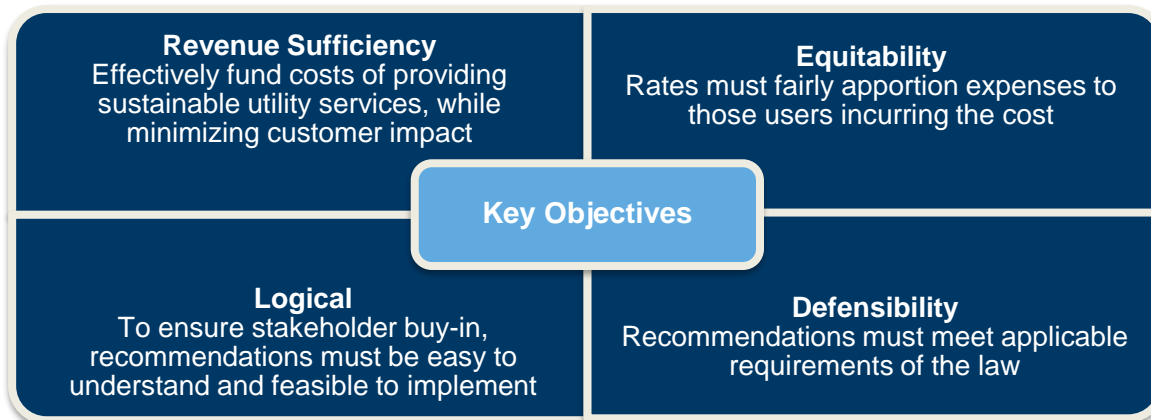 Revenue Sufficiency
Effectively fund costs of providing
sustainable utility services, while
minimizing customer impact
Equitability
Rates must fairly apportion expenses to
those users incurring the cost
Key Objectives
Logical
To ensure stakeholder buy-in,
recommendations must be easy to
understand and feasible to implement
Defensibility
Recommendations must meet applicable
requirements of the law